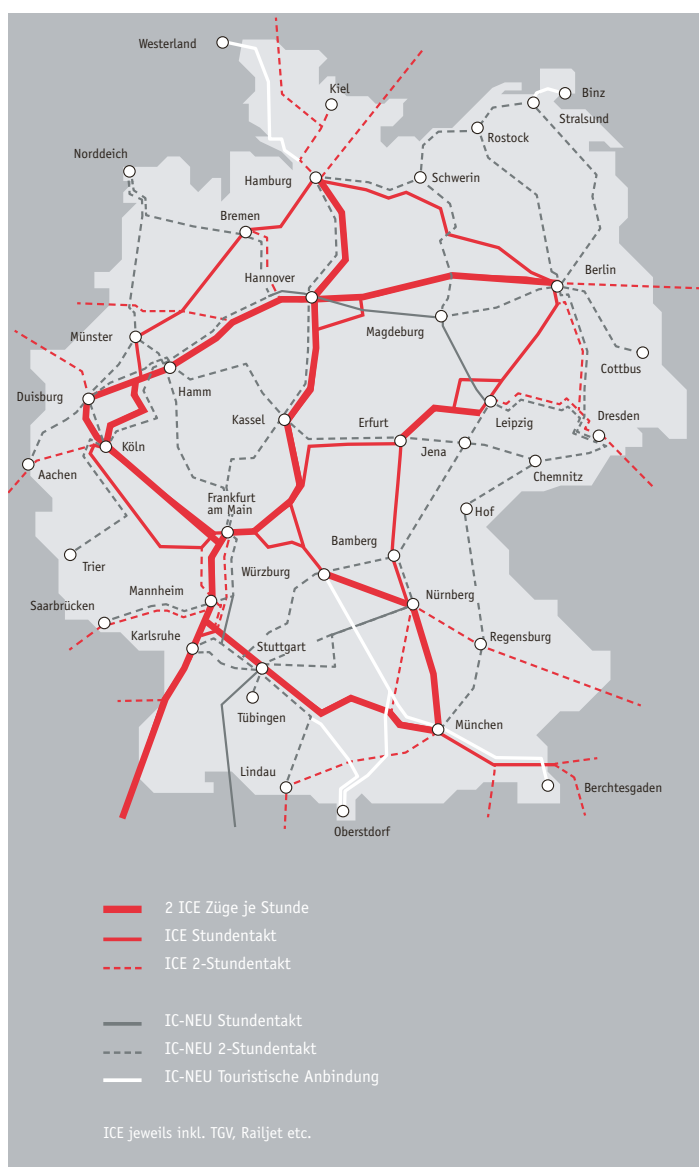 Westerland
Kiel
Binz
Stralsund
Rostock
Norddeich
Hamburg
Schwerin
Bremen
Hannover
Berlin
Münster
Magdeburg
Cottbus
Duisburg
Hamm
Kassel
Erfurt
Leipzig
Dresden
Köln
Jena
Aachen
Chemnitz
Frankfurt
am Main
Hof
Bamberg
Trier
Würzburg
Mannheim
Nürnberg
Saarbrücken
Karlsruhe
Stuttgart
Regensburg
Tübingen
München
Lindau
Berchtesgaden
Oberstdorf
2 ICE Züge je Stunde
ICE Stundentakt
ICE 2-Stundentakt
IC-NEU Stundentakt
IC-NEU 2-Stundentakt
IC-NEU Touristische Anbindung
ICE jeweils inkl. TGV, Railjet etc.